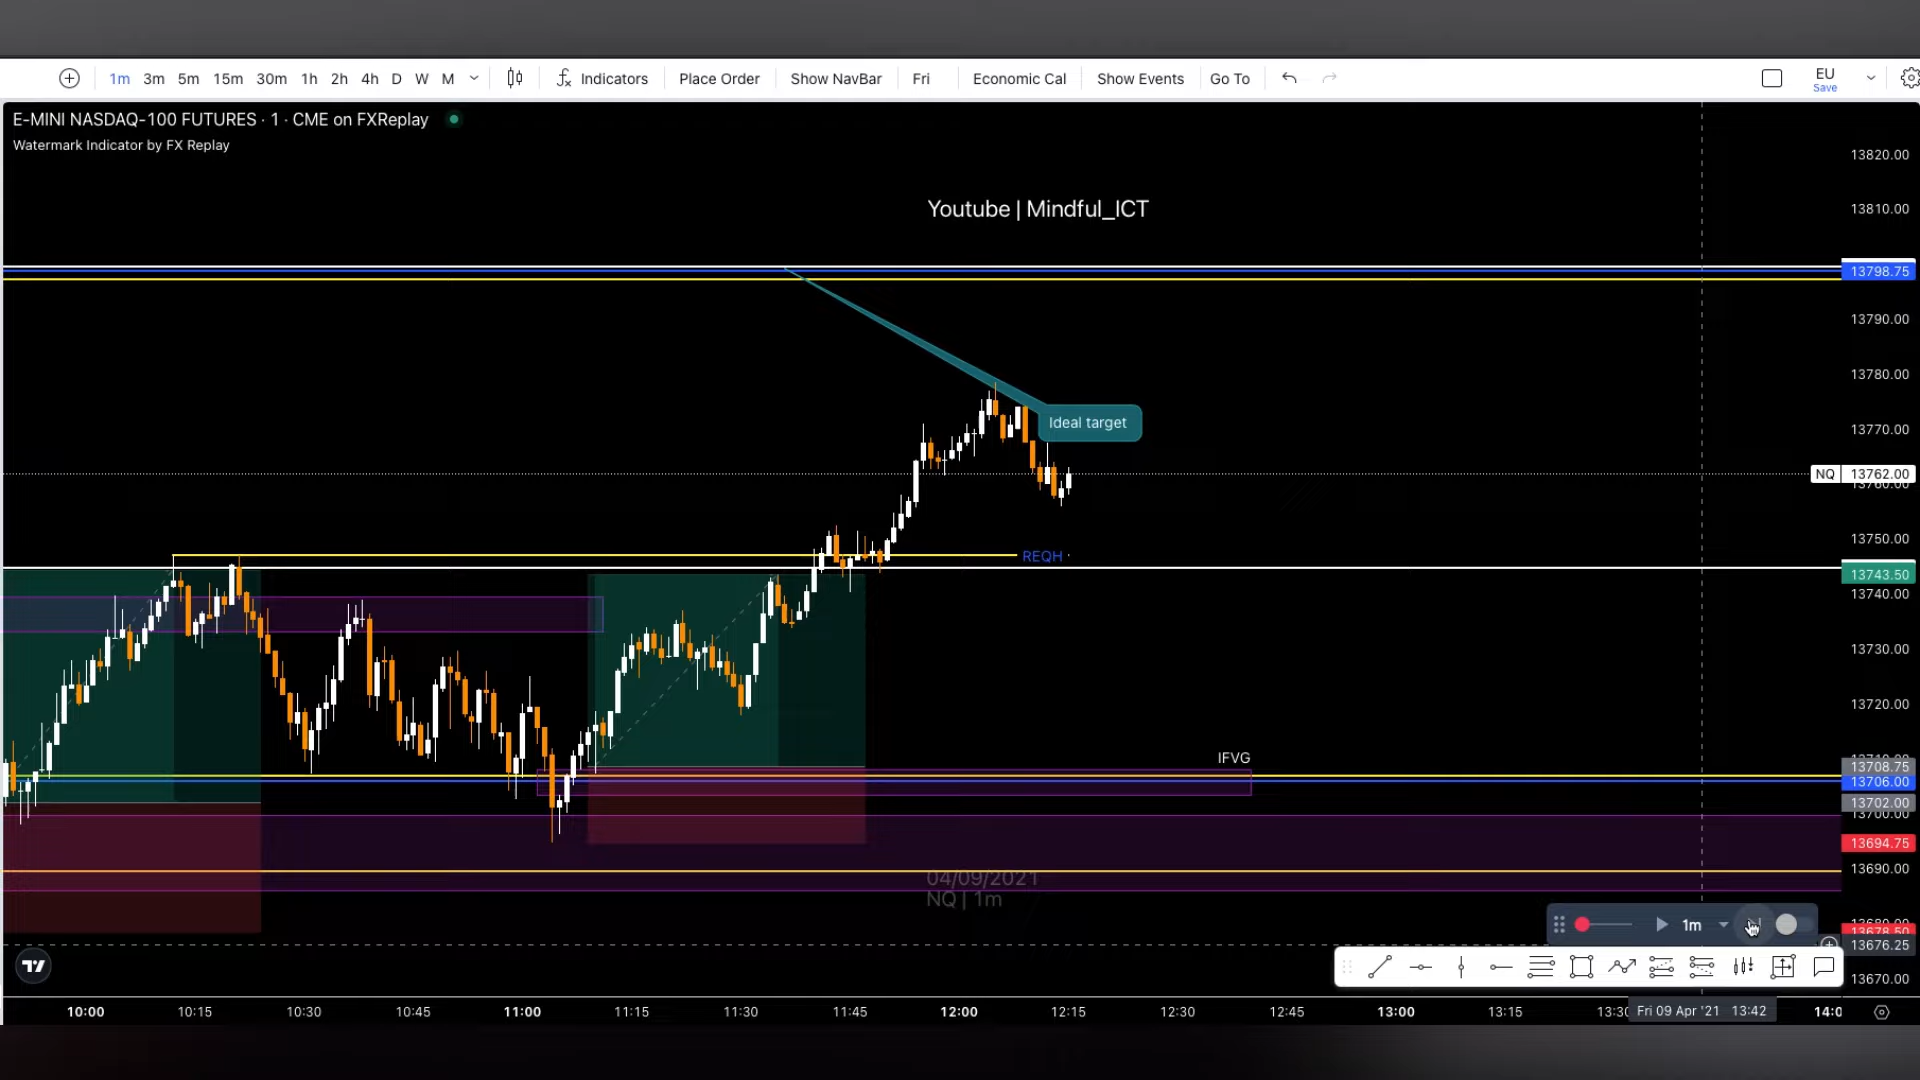 1m 3m 5m 15m 30m 1h 2h 4h D W M Indicators Place Order Show NavBar Fri Economic Cal Show Events Go To EU
Save
E-MINI NASDAQ-100 FUTURES · 1 · CME on FXReplay
Watermark Indicator by FX Replay
13820.00
Youtube | Mindful_ICT
13810.00
13798.75
13790.00
13780.00
Ideal target
13770.00
NQ 13762.00
13760.00
13750.00
REQH
13743.50
13740.00
13730.00
13720.00
IFVG
13708.75
13706.00
13702.00
13700.00
13694.75
13690.00
04/09/2021
NQ | 1m
1m
13678.50
13676.25
13670.00
10:00 10:15 10:30 10:45 11:00 11:15 11:30 11:45 12:00 12:15 12:30 12:45 13:00 13:15 Fri 09 Apr '21 13:42